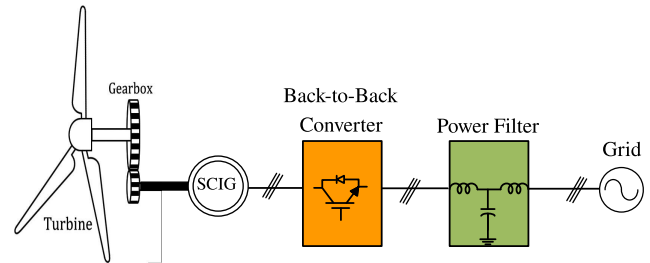 Gearbox
Back-to-Back
Converter
Power Filter
Grid
SCIG
Turbine